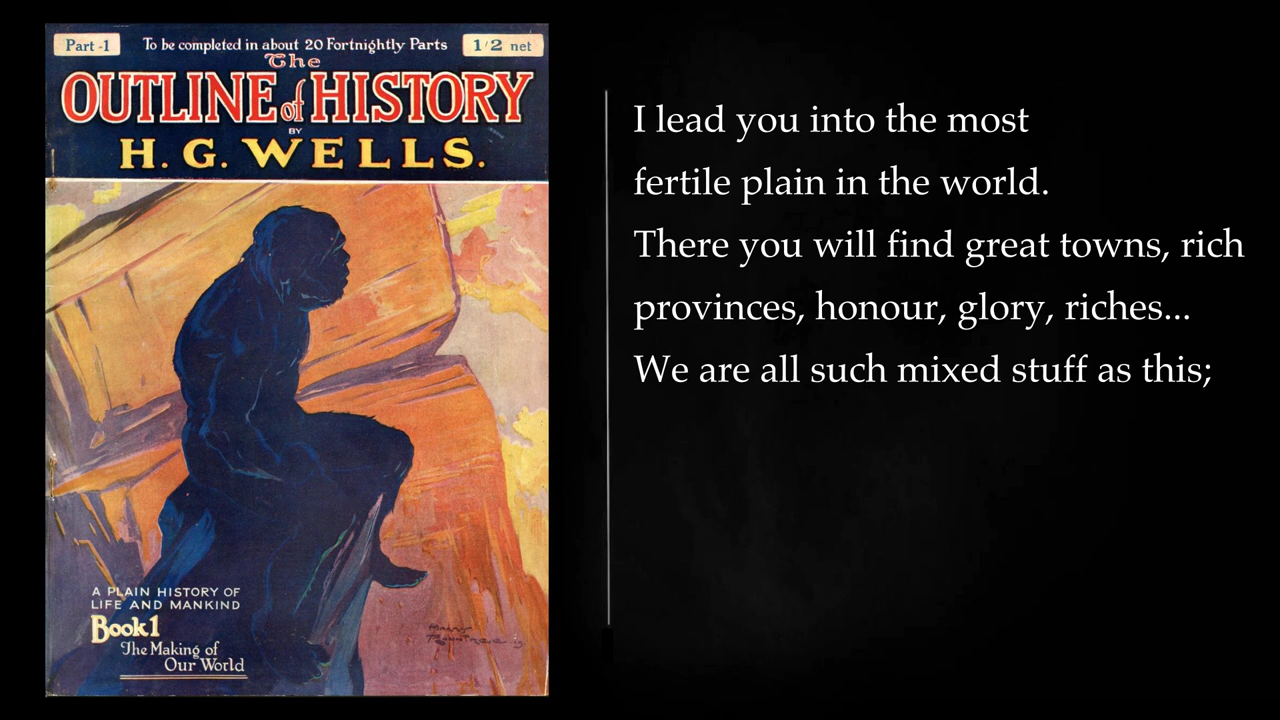 Part -1
To be completed in about 20 Fortnightly Parts
1/2 net
The
OUTLINE of HISTORY
BY
H. G. WELLS.
A PLAIN HISTORY OF
LIFE AND MANKIND
Book 1
The Making of
Our World
I lead you into the most
fertile plain in the world.
There you will find great towns, rich
provinces, honour, glory, riches...
We are all such mixed stuff as this;